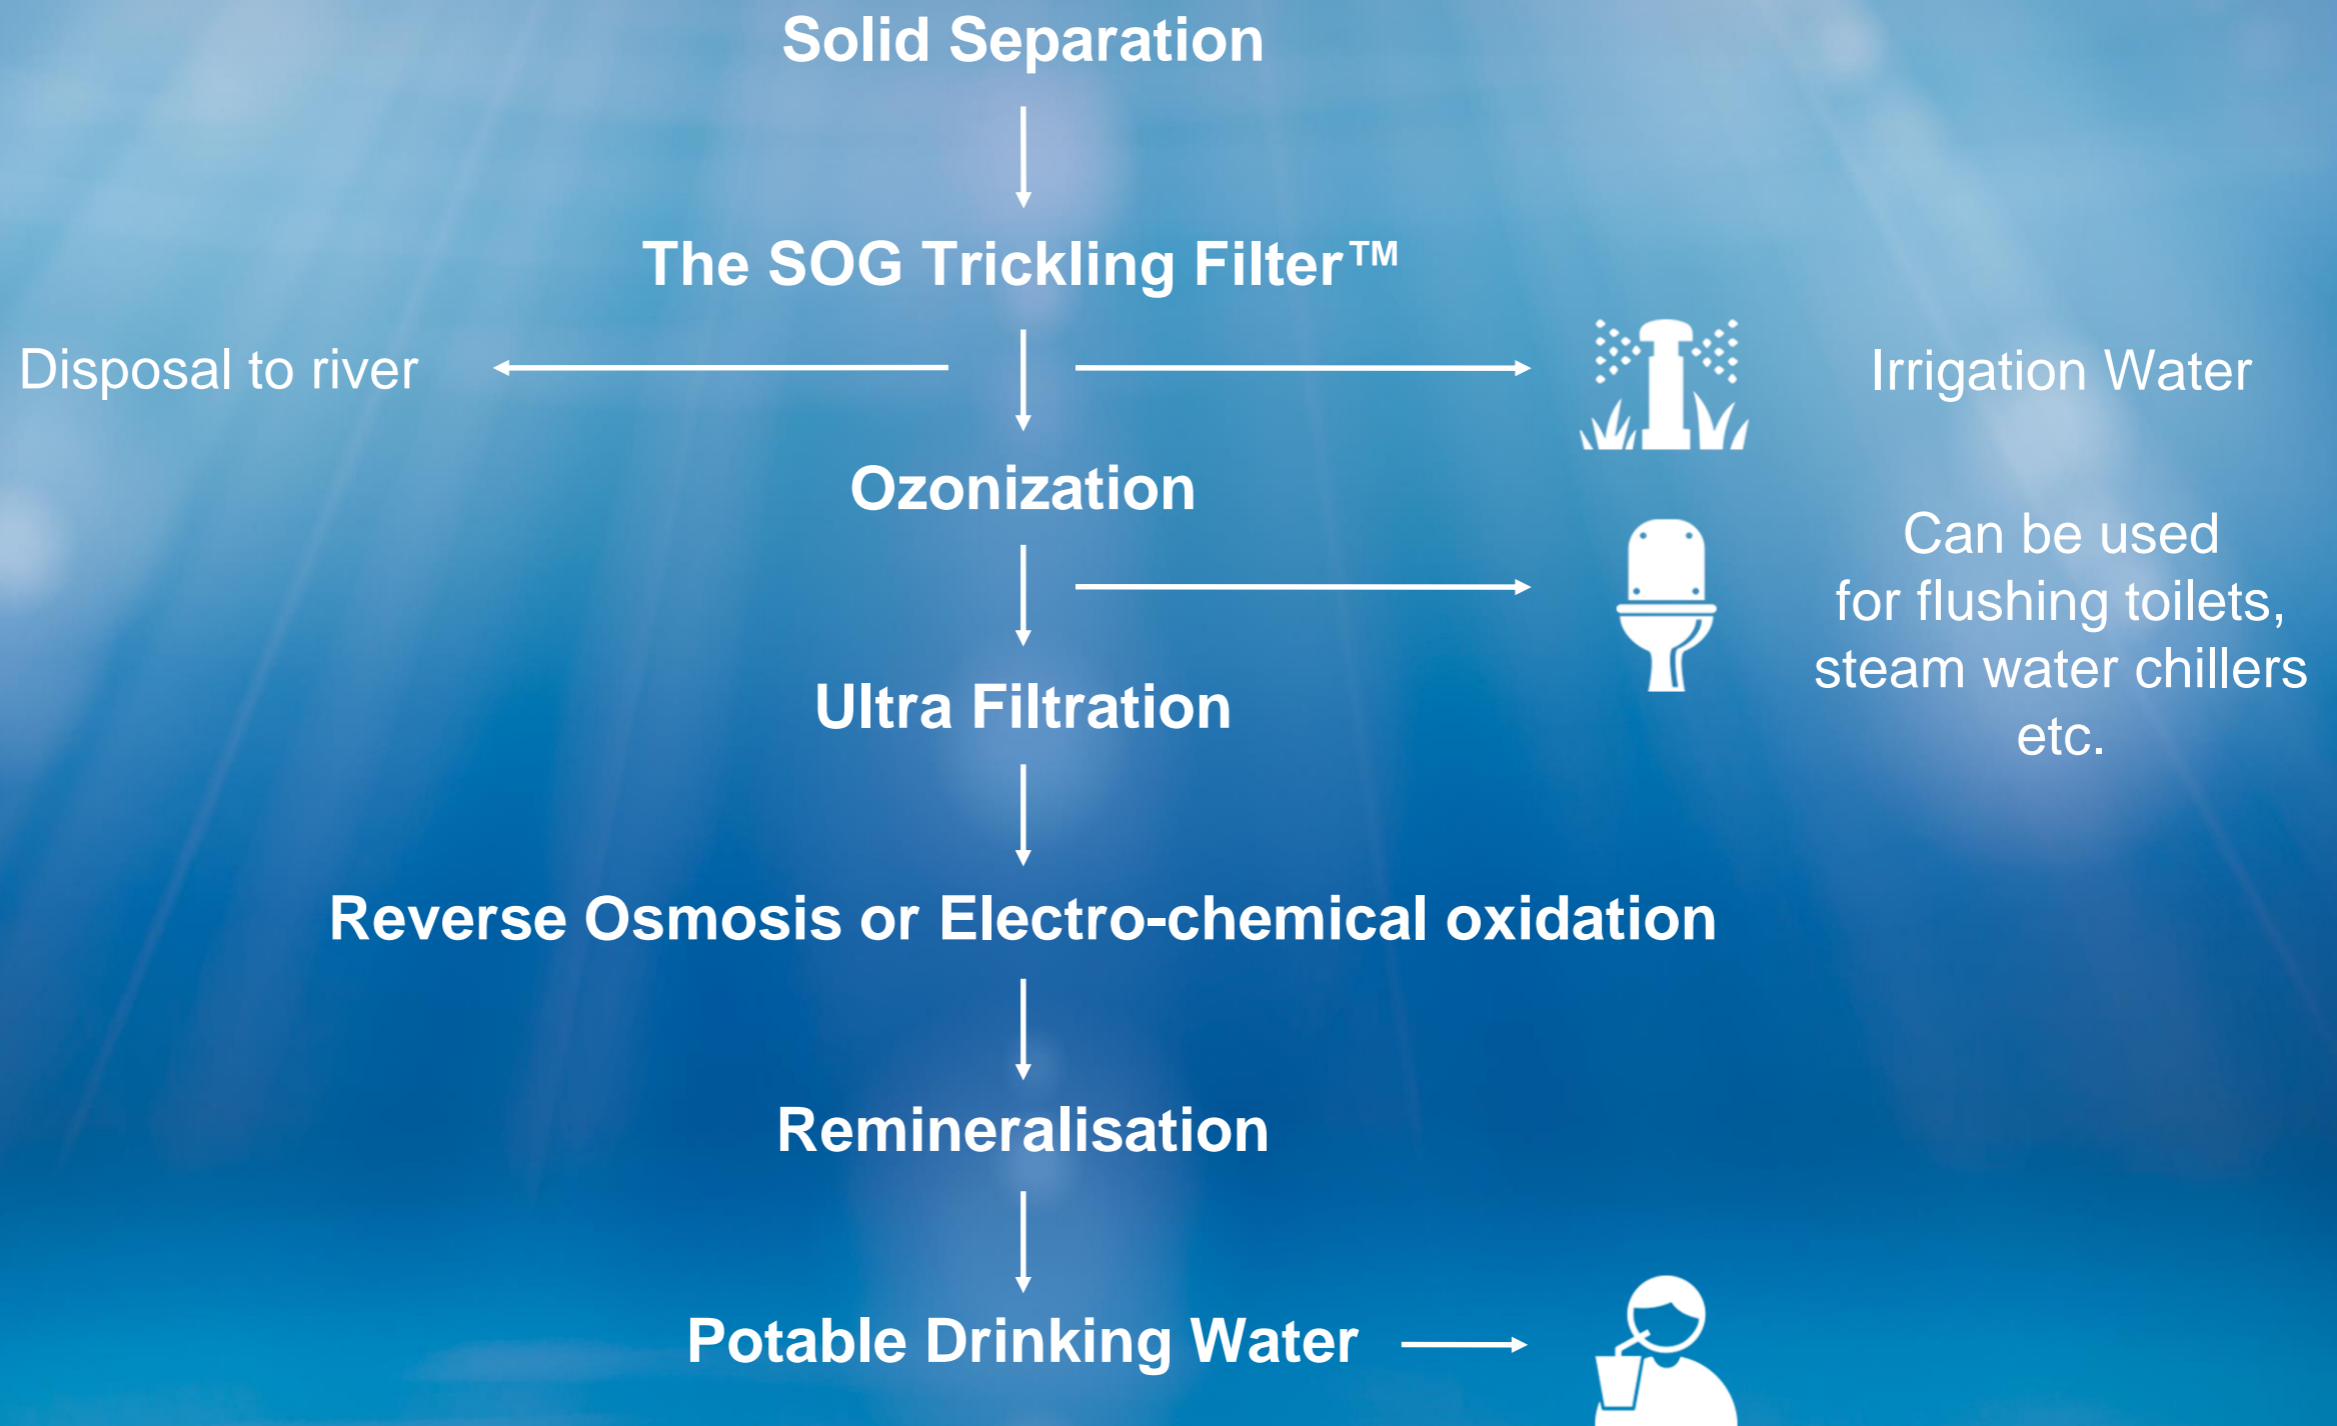 Solid Separation
The SOG Trickling Filter™
Disposal to river
Irrigation Water
Ozonization
Can be used
for flushing toilets,
steam water chillers
etc.
Ultra Filtration
Reverse Osmosis or Electro-chemical oxidation
Remineralisation
Potable Drinking Water